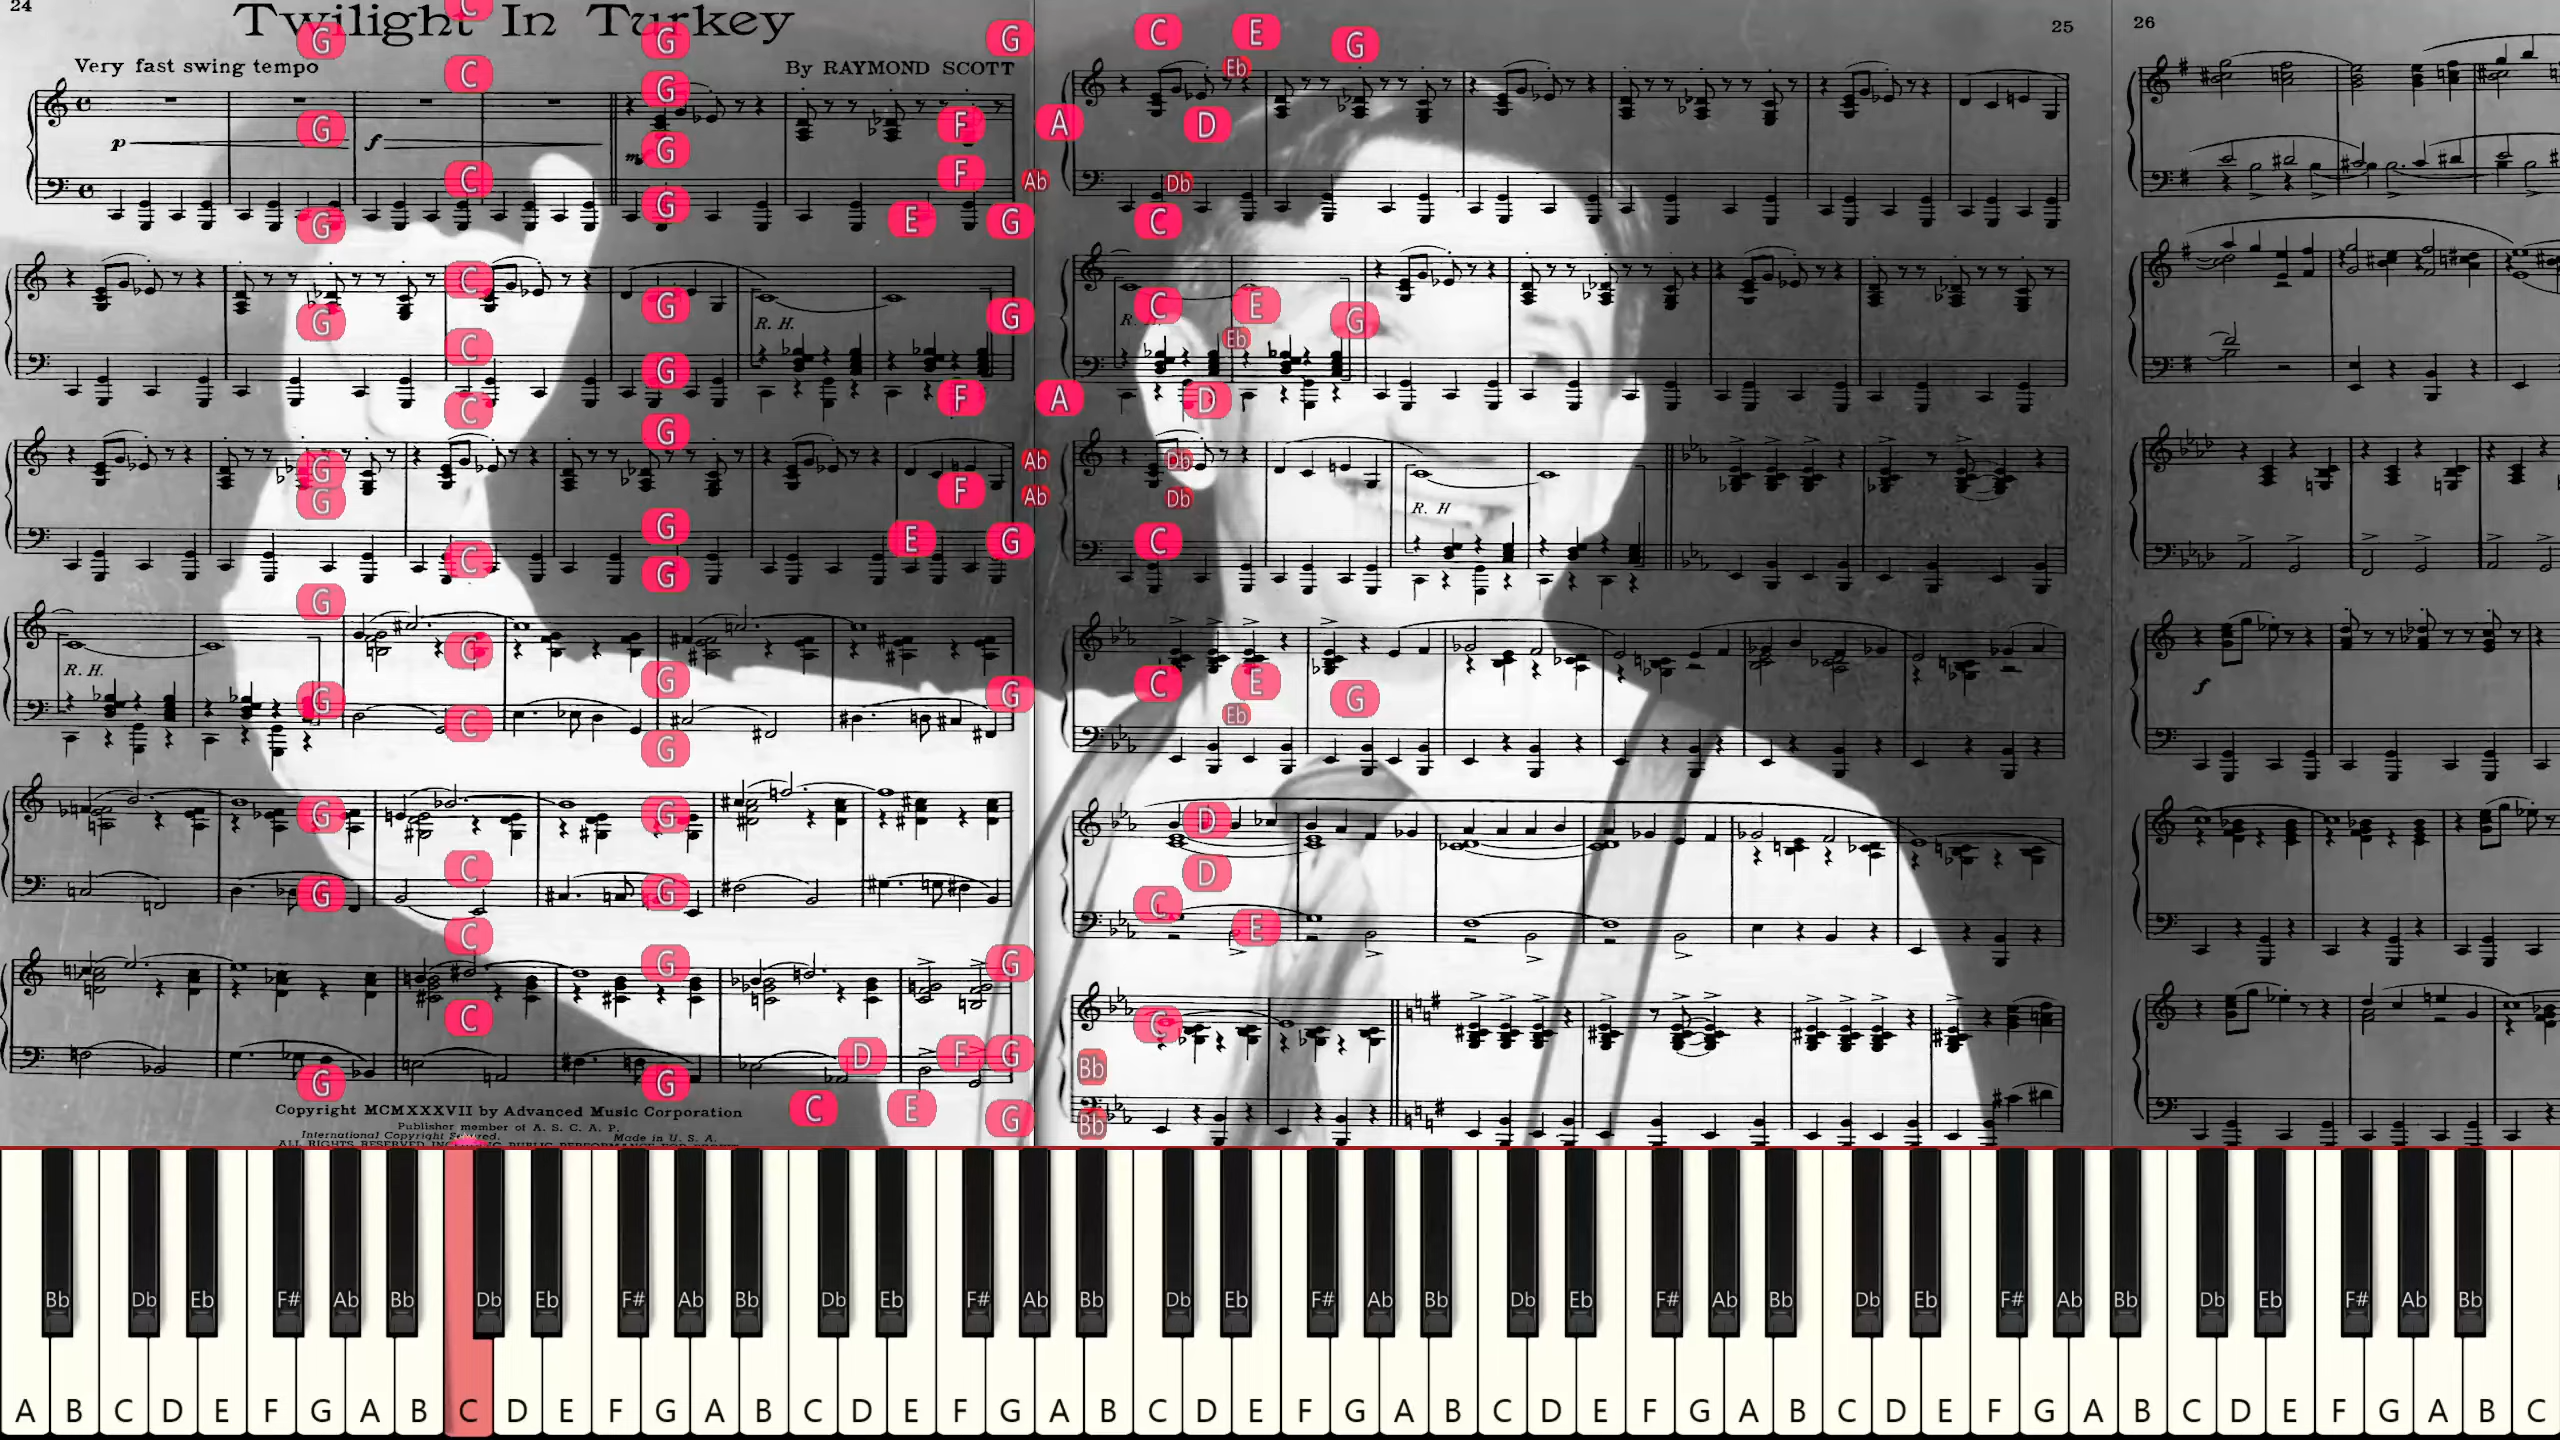 24
Twilight In Turkey
Very fast swing tempo
By RAYMOND SCOTT
25
26
p
f
R. H.
R. H.
R. H
R. H.
f
Copyright MCMXXXVII by Advanced Music Corporation
Publisher member of A. S. C. A. P.
International Copyright Made in U. S. A.
ALL RIGHTS RESERVED PUBLIC PERFORMANCE FOR PROFIT
C
G G G C E G
C G Eb
G G F A D
C G F Ab Db
G G E G C
C G G C E G
G C Eb
C G F A D
G G Ab Db
G F Ab Db
C G E G C
G G
C G G C E G
G C G Eb
G G D
C G G D
C G G C E
C C
G G D F G Bb
C E G Bb
Bb Db Eb F# Ab Bb Db Eb F# Ab Bb Db Eb F# Ab Bb Db Eb F# Ab Bb Db Eb F# Ab Bb Db Eb F# Ab Bb Db Eb F# Ab Bb
A B C D E F G A B C D E F G A B C D E F G A B C D E F G A B C D E F G A B C D E F G A B C D E F G A B C